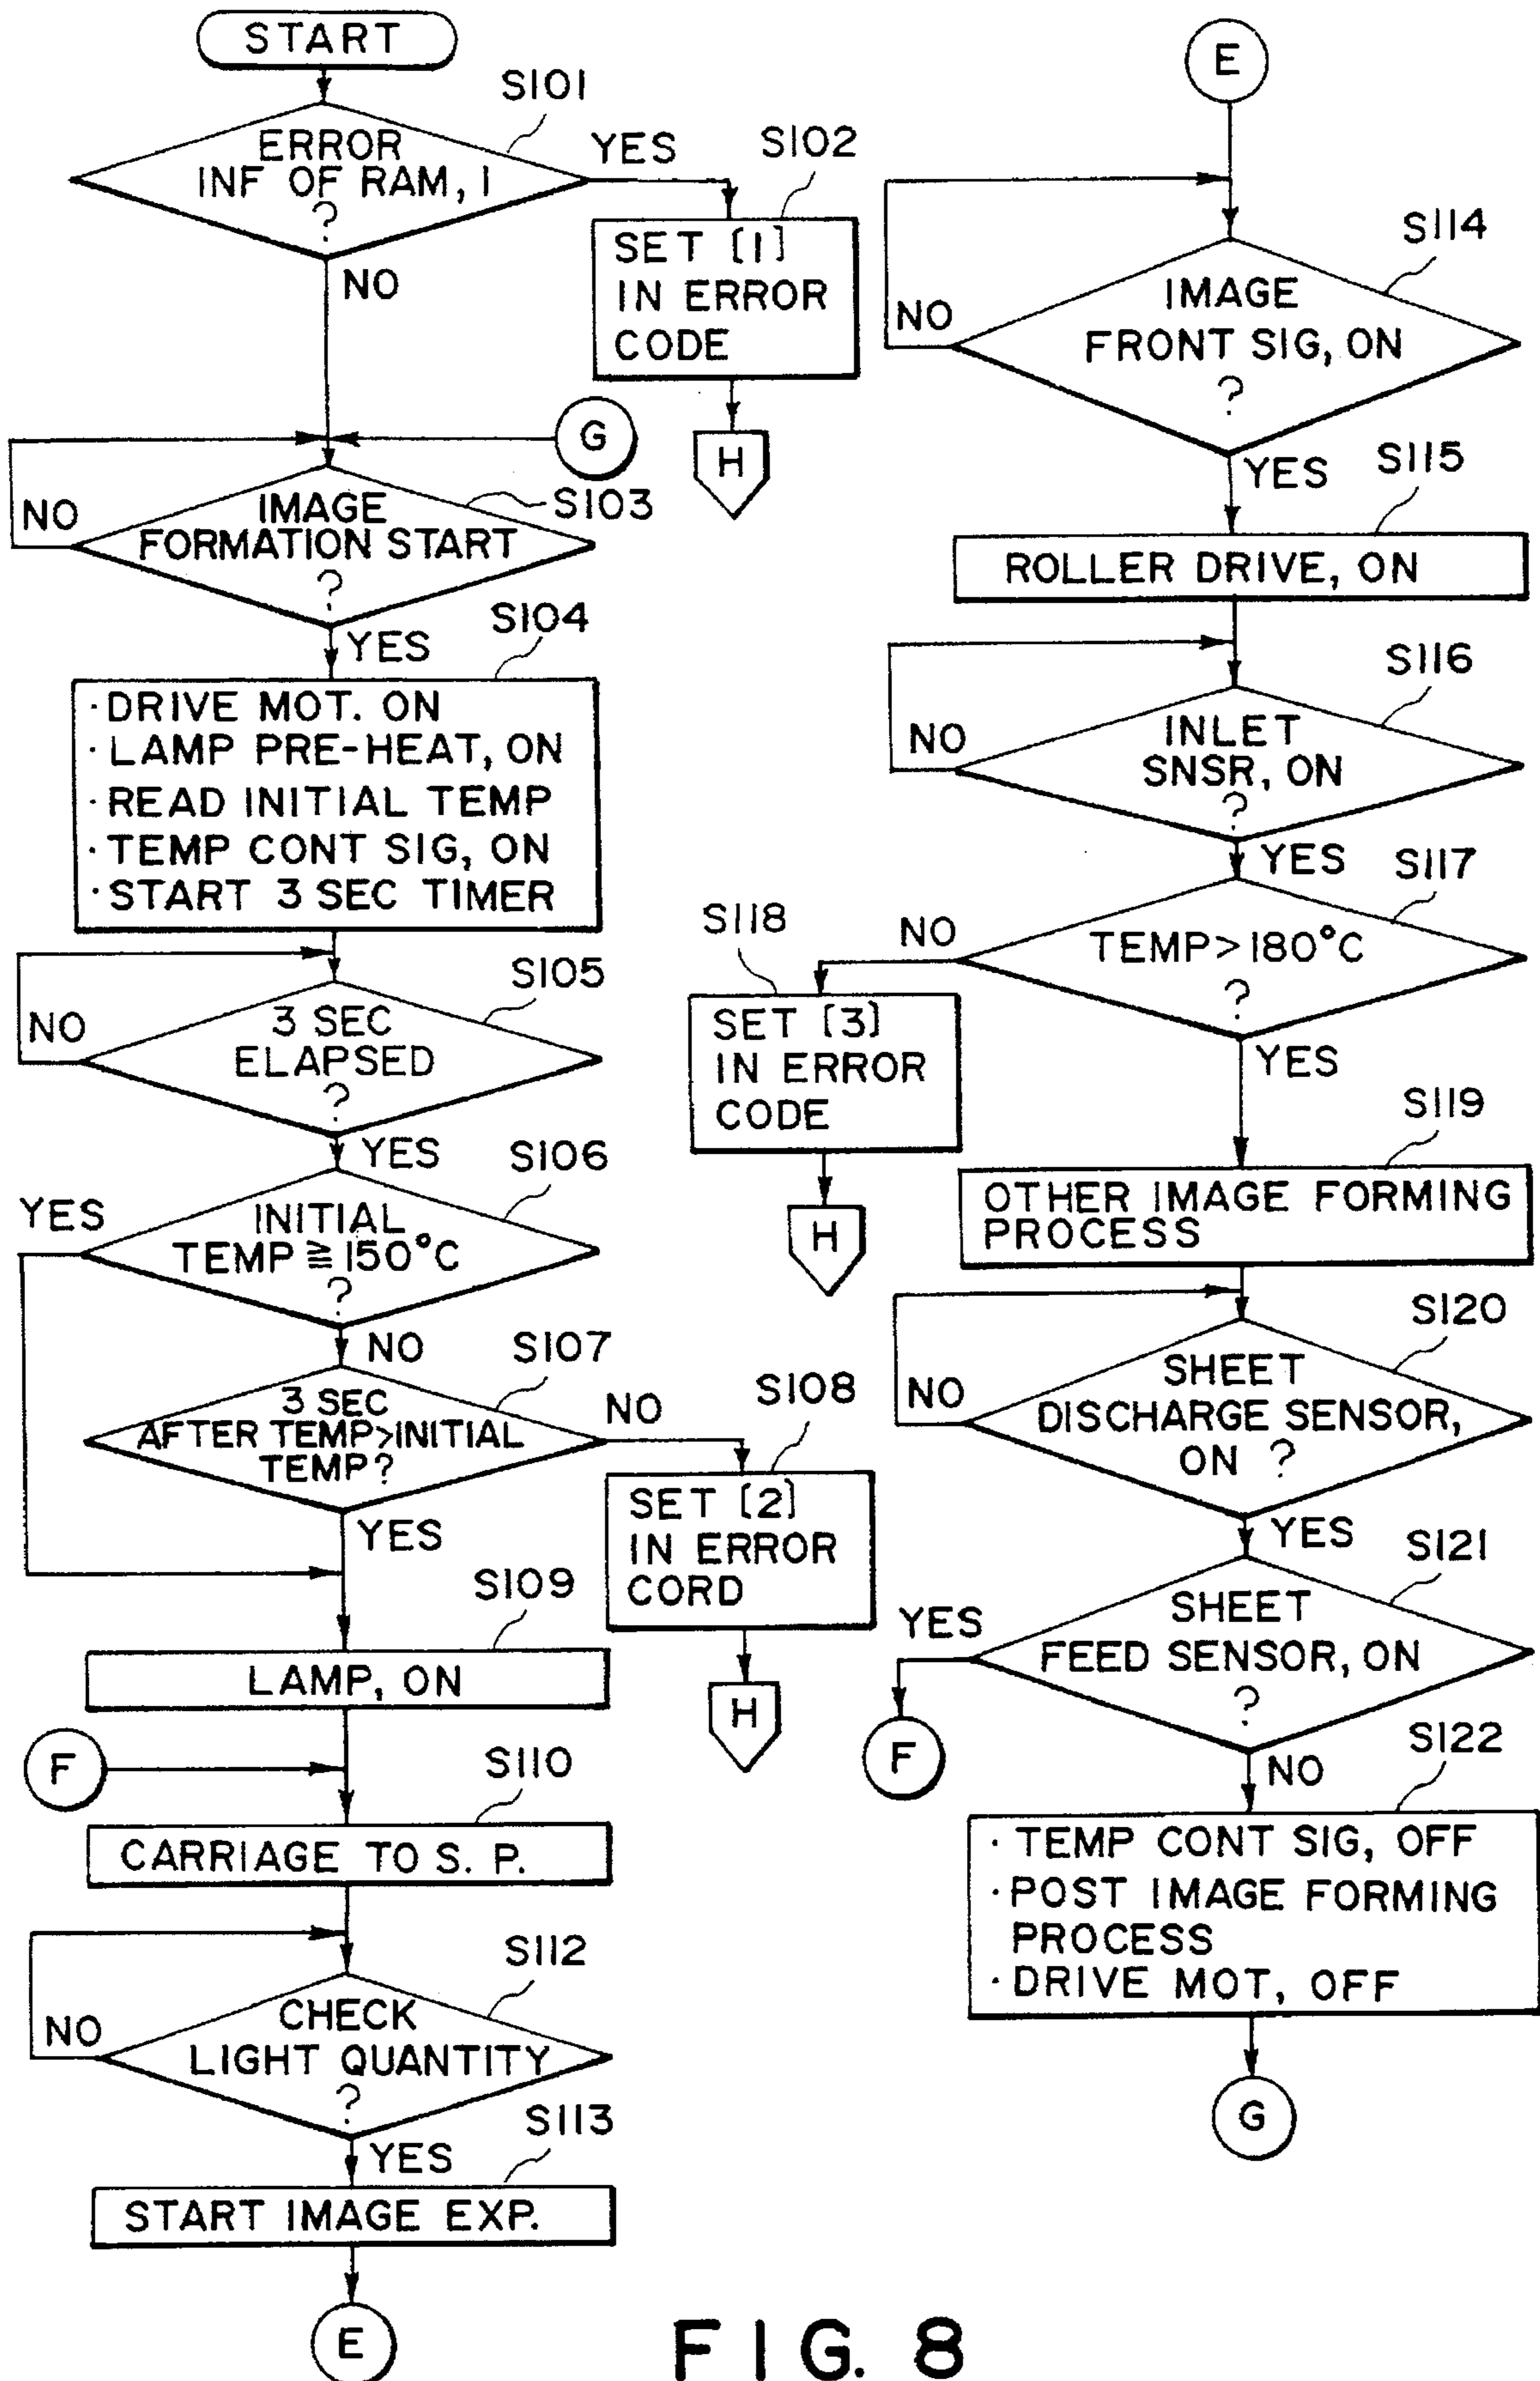 START
S101
ERROR
INF OF RAM, 1
?
YES
S102
SET [1]
IN ERROR
CODE
H
NO
G
S103
IMAGE
FORMATION START
?
NO
YES
S104
·DRIVE MOT. ON
·LAMP PRE-HEAT, ON
·READ INITIAL TEMP
·TEMP CONT SIG, ON
·START 3 SEC TIMER
S105
3 SEC
ELAPSED
?
NO
YES
S106
INITIAL
TEMP ≧ 150°C
?
YES
NO
S107
3 SEC
AFTER TEMP>INITIAL
TEMP?
NO
S108
SET [2]
IN ERROR
CORD
H
YES
S109
LAMP, ON
F
S110
CARRIAGE TO S. P.
S112
CHECK
LIGHT QUANTITY
?
NO
YES
S113
START IMAGE EXP.
E
E
S114
IMAGE
FRONT SIG, ON
?
NO
YES
S115
ROLLER DRIVE, ON
S116
INLET
SNSR, ON
?
NO
YES
S117
TEMP> 180°C
?
NO
S118
SET [3]
IN ERROR
CODE
H
YES
S119
OTHER IMAGE FORMING
PROCESS
S120
SHEET
DISCHARGE SENSOR,
ON ?
NO
YES
S121
SHEET
FEED SENSOR, ON
?
YES
F
NO
S122
· TEMP CONT SIG, OFF
·POST IMAGE FORMING
PROCESS
·DRIVE MOT, OFF
G
FIG. 8